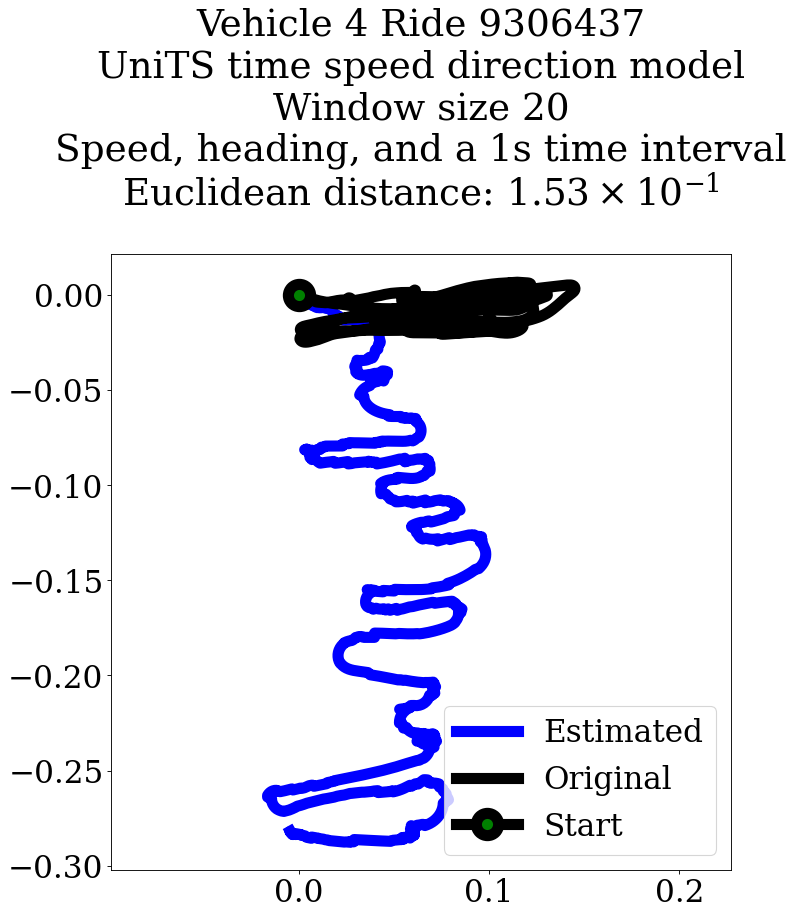 Vehicle 4 Ride 9306437
UniTS time speed direction model
Window size 20
Speed, heading, and a 1s time interval
Euclidean distance: 1.53 × 10⁻¹
0.00
−0.05
−0.10
−0.15
−0.20
−0.25
−0.30
Estimated
Original
Start
0.0 0.1 0.2